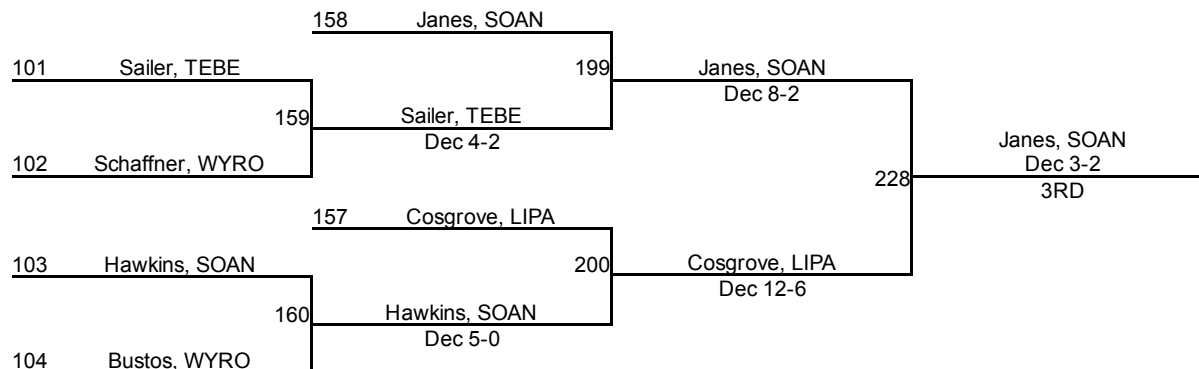 158 Janes, SOAN
101 Sailer, TEBE
199 Janes, SOAN
Dec 8-2
159 Sailer, TEBE
Dec 4-2
Janes, SOAN
102 Schaffner, WYRO
Dec 3-2
228
3RD
157 Cosgrove, LIPA
103 Hawkins, SOAN
200 Cosgrove, LIPA
Dec 12-6
160 Hawkins, SOAN
Dec 5-0
104 Bustos, WYRO